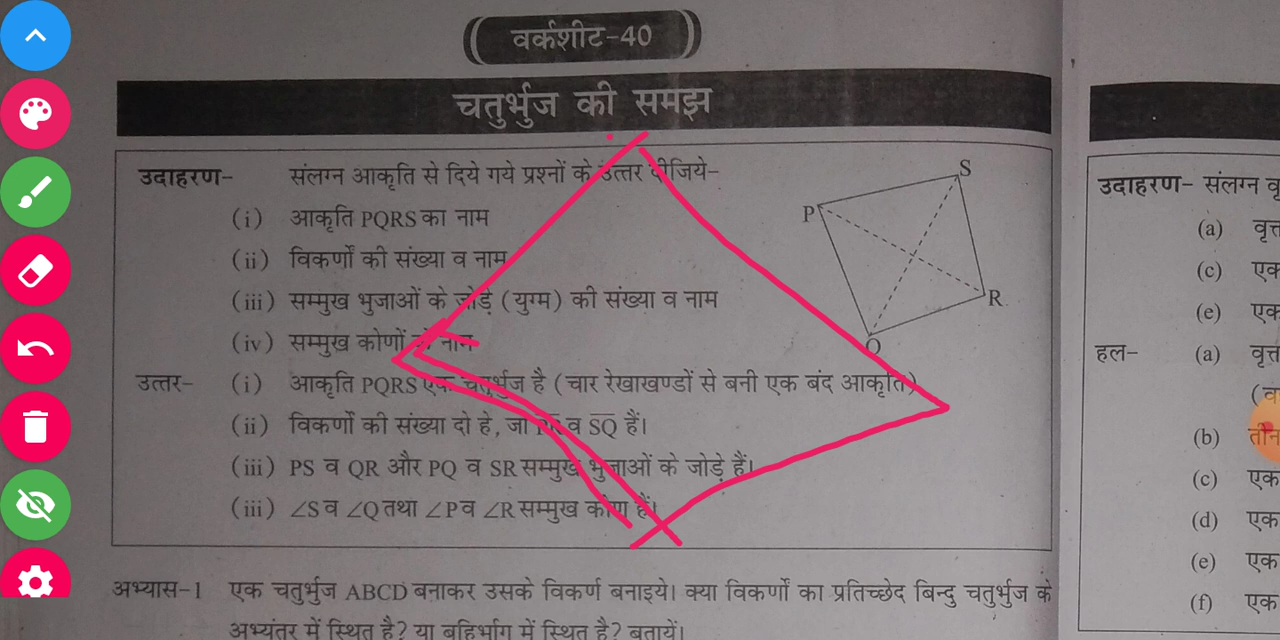 वर्कशीट-40
चतुर्भुज की समझ
उदाहरण- संलग्न आकृति से दिये गये प्रश्नों के उत्तर दीजिये-
(i) आकृति PQRS का नाम
(ii) विकर्णों की संख्या व नाम
(iii) सम्मुख भुजाओं के जोड़े (युग्म) की संख्या व नाम
(iv) सम्मुख कोणों के नाम
S
P
R
Q
उत्तर- (i) आकृति PQRS एक चतुर्भुज है (चार रेखाखण्डों से बनी एक बंद आकृति)
(ii) विकर्णों की संख्या दो हे, जो व SQ हैं।
(iii) PS व QR और PQ व SR सम्मुख भुजाओं के जोड़े हैं।
(iii) ∠S व ∠Q तथा ∠P व ∠R सम्मुख कोण हैं।
अभ्यास-1 एक चतुर्भुज ABCD बनाकर उसके विकर्ण बनाइये। क्या विकर्णों का प्रतिच्छेद बिन्दु चतुर्भुज के
अभ्यंतर में स्थित है? या बहिर्भाग में स्थित है? बतायें।
उदाहरण- संलग्न
(a)
(c) एक
(e) एक
हल- (a)
(b) तीन
(c) एक
(d) एक
(e) एक
(f) एक